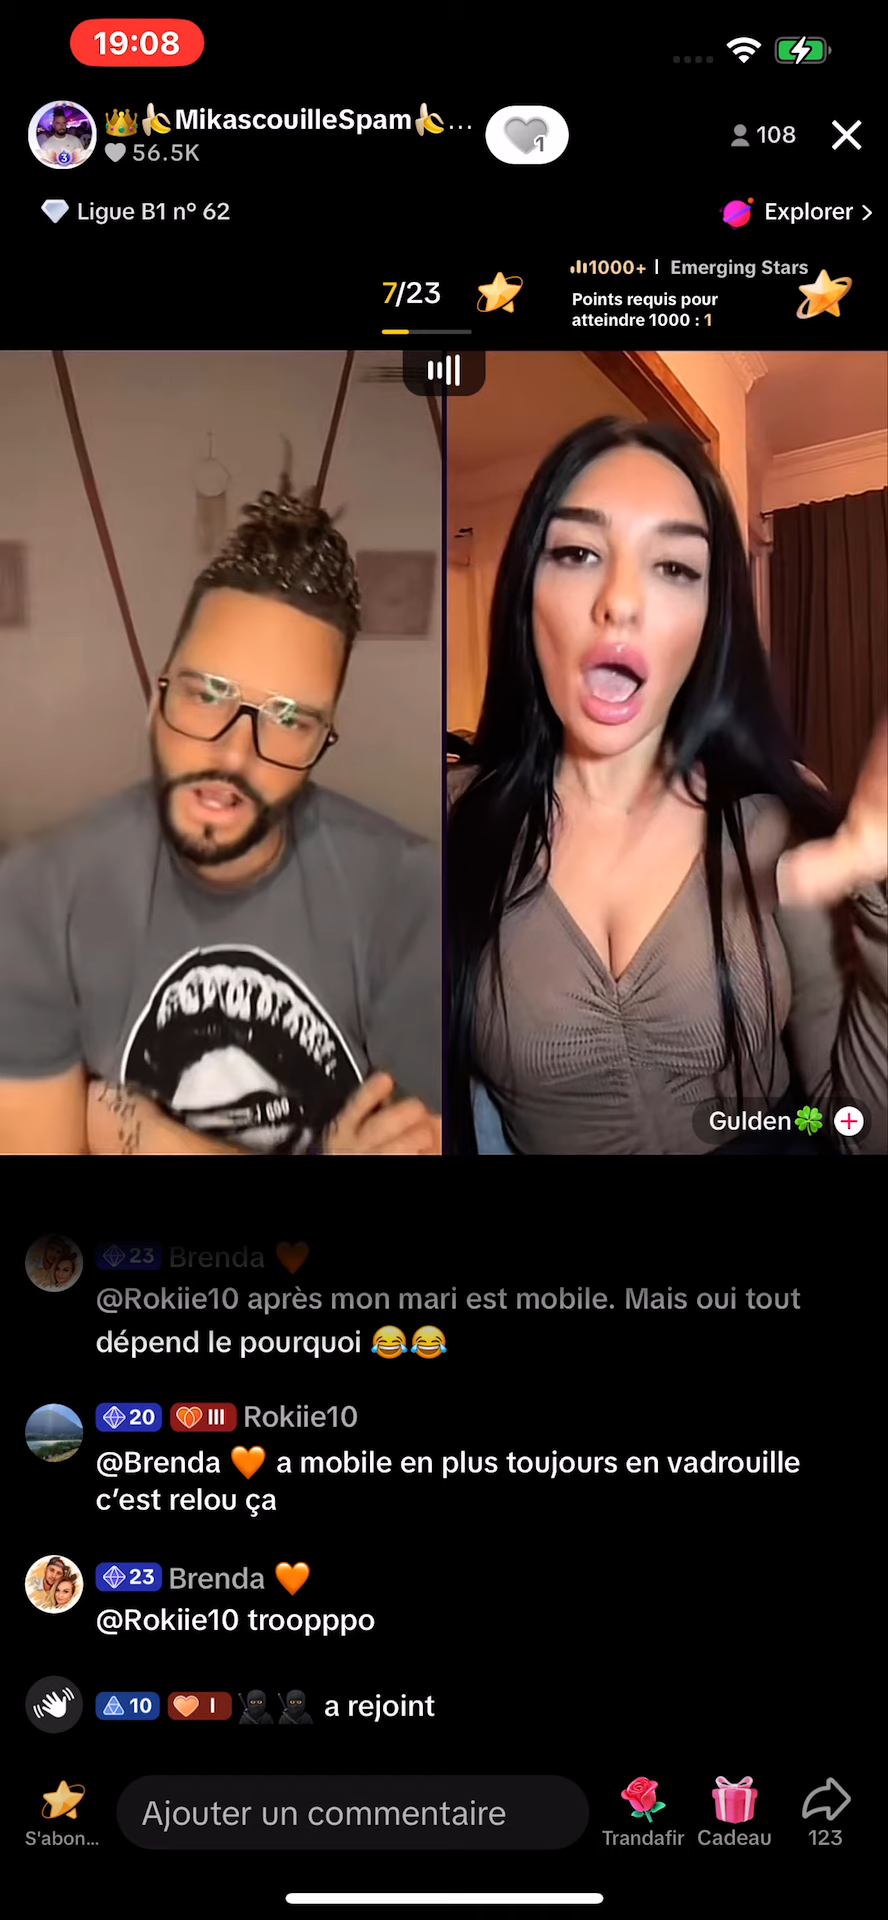 19:08
👑🍌MikascouilleSpam🍌...
56.5K
1
108
Ligue B1 nº 62
Explorer >
7/23
1000+ | Emerging Stars
Points requis pour
atteindre 1000 : 1
Gulden🍀
23 Brenda 🧡
@Rokiie10 après mon mari est mobile. Mais oui tout
dépend le pourquoi 😂😂
20 III Rokiie10
@Brenda 🧡 a mobile en plus toujours en vadrouille
c’est relou ça
23 Brenda 🧡
@Rokiie10 troopppo
10 I 🥷🥷 a rejoint
Ajouter un commentaire
S'abon...
Trandafir
Cadeau
123